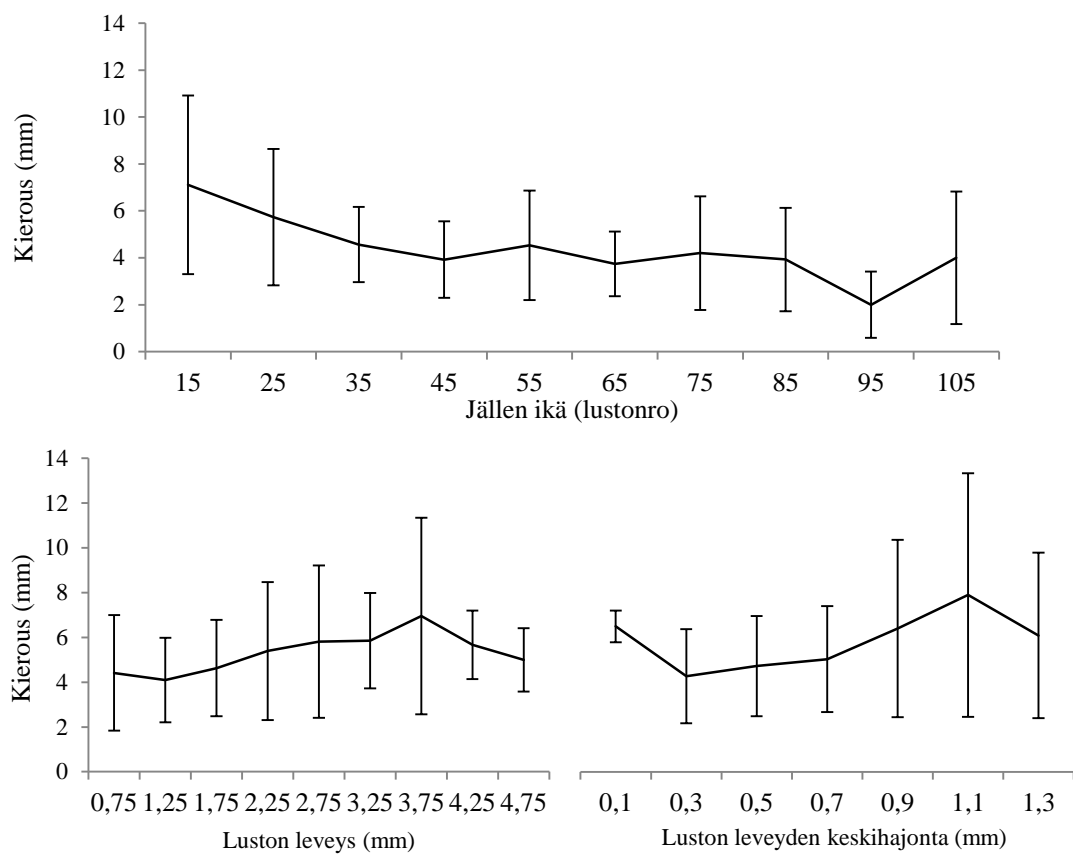 14
12
10
8
6
4
2
0
Kierous (mm)
15 25 35 45 55 65 75 85 95 105
Jällen ikä (lustonro)
14
12
10
8
6
4
2
0
Kierous (mm)
0,75 1,25 1,75 2,25 2,75 3,25 3,75 4,25 4,75
Luston leveys (mm)
0,1 0,3 0,5 0,7 0,9 1,1 1,3
Luston leveyden keskihajonta (mm)